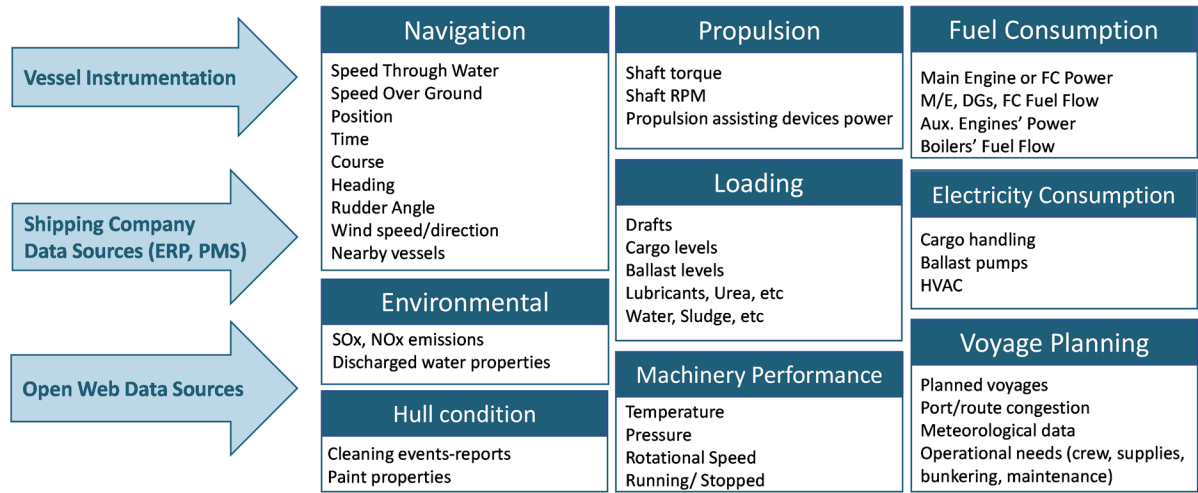 Vessel Instrumentation
Shipping Company
Data Sources (ERP, PMS)
Open Web Data Sources
Navigation
Speed Through Water
Speed Over Ground
Position
Time
Course
Heading
Rudder Angle
Wind speed/direction
Nearby vessels
Environmental
SOx, NOx emissions
Discharged water properties
Hull condition
Cleaning events-reports
Paint properties
Propulsion
Shaft torque
Shaft RPM
Propulsion assisting devices power
Loading
Drafts
Cargo levels
Ballast levels
Lubricants, Urea, etc
Water, Sludge, etc
Machinery Performance
Temperature
Pressure
Rotational Speed
Running/ Stopped
Fuel Consumption
Main Engine or FC Power
M/E, DGs, FC Fuel Flow
Aux. Engines’ Power
Boilers’ Fuel Flow
Electricity Consumption
Cargo handling
Ballast pumps
HVAC
Voyage Planning
Planned voyages
Port/route congestion
Meteorological data
Operational needs (crew, supplies,
bunkering, maintenance)